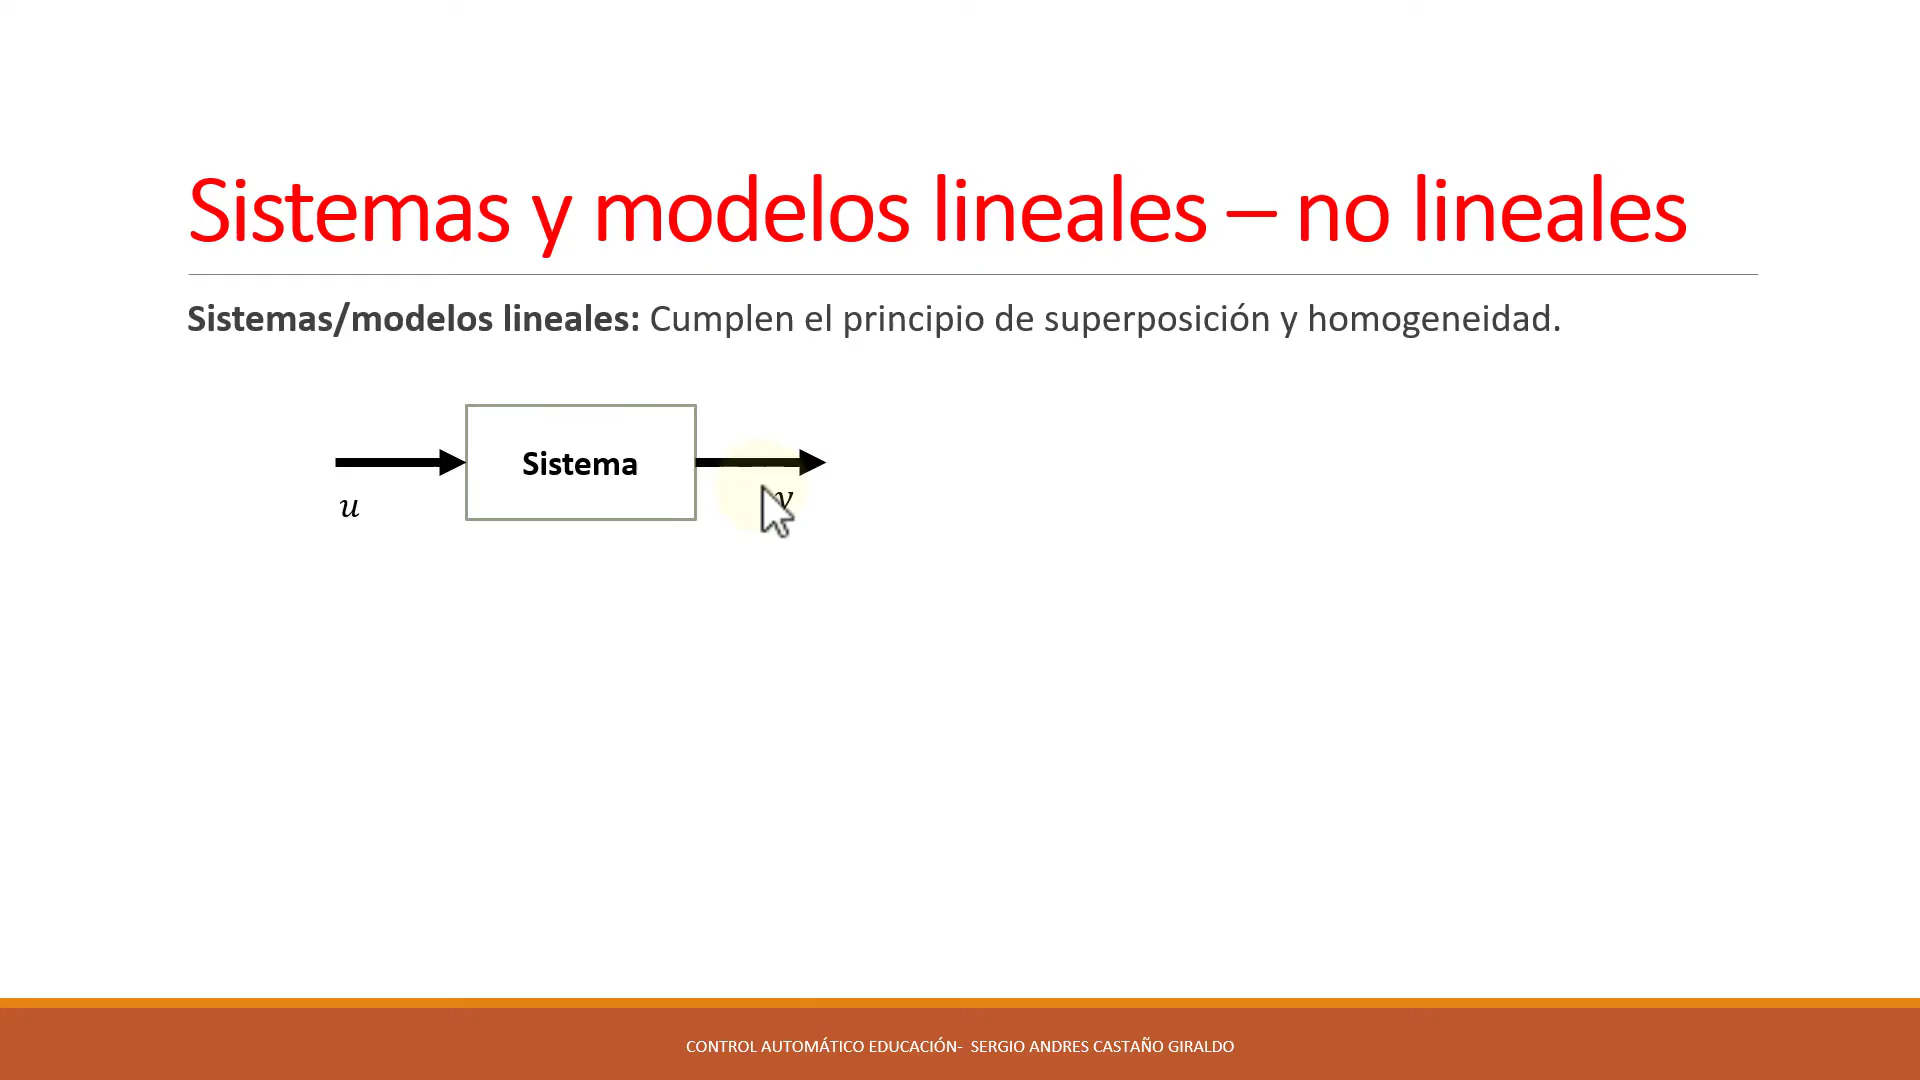 Sistemas y modelos lineales – no lineales
Sistemas/modelos lineales: Cumplen el principio de superposición y homogeneidad.
Sistema
u
y
CONTROL AUTOMÁTICO EDUCACIÓN- SERGIO ANDRES CASTAÑO GIRALDO